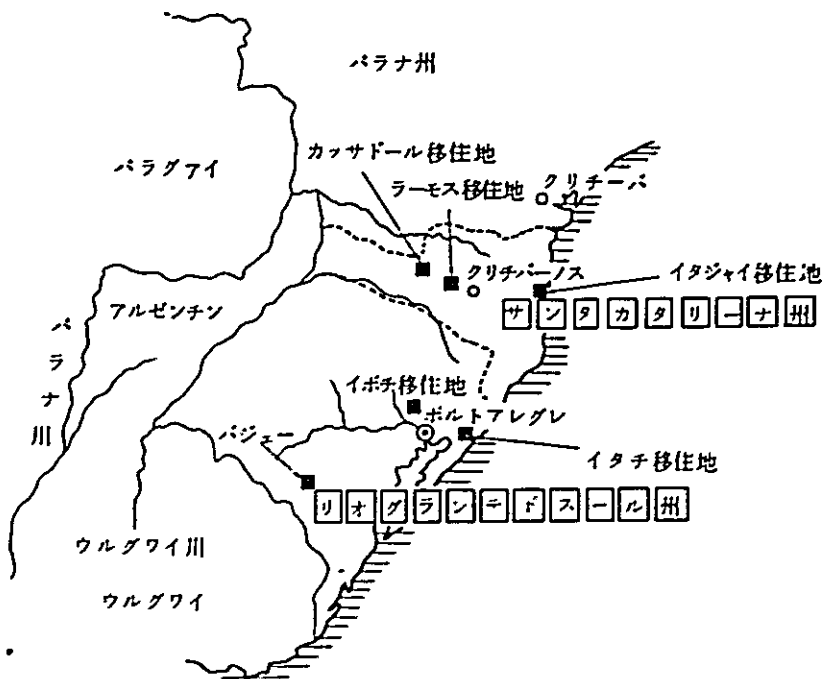 パラナ州
パラグアイ
カッサドール移住地
ラーモス移住地
クリチーバ
クリチバーノス
イタジャイ移住地
サンタカタリーナ州
アルゼンチン
パラナ川
イボチ移住地
ポルトアレグレ
バジェー
イタチ移住地
リオグランデドスール州
ウルグワイ川
ウルグワイ